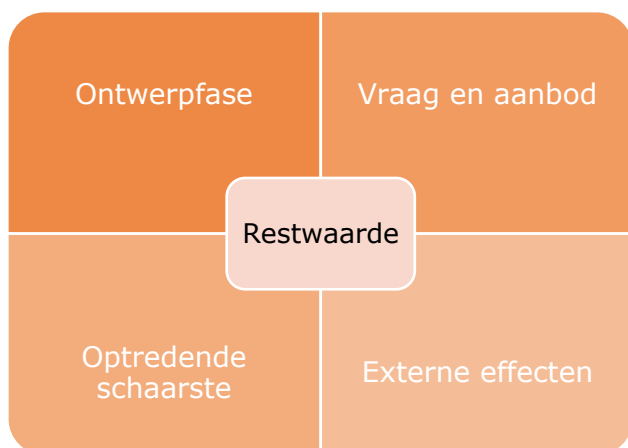 Ontwerpfase
Vraag en aanbod
Restwaarde
Optredende
schaarste
Externe effecten